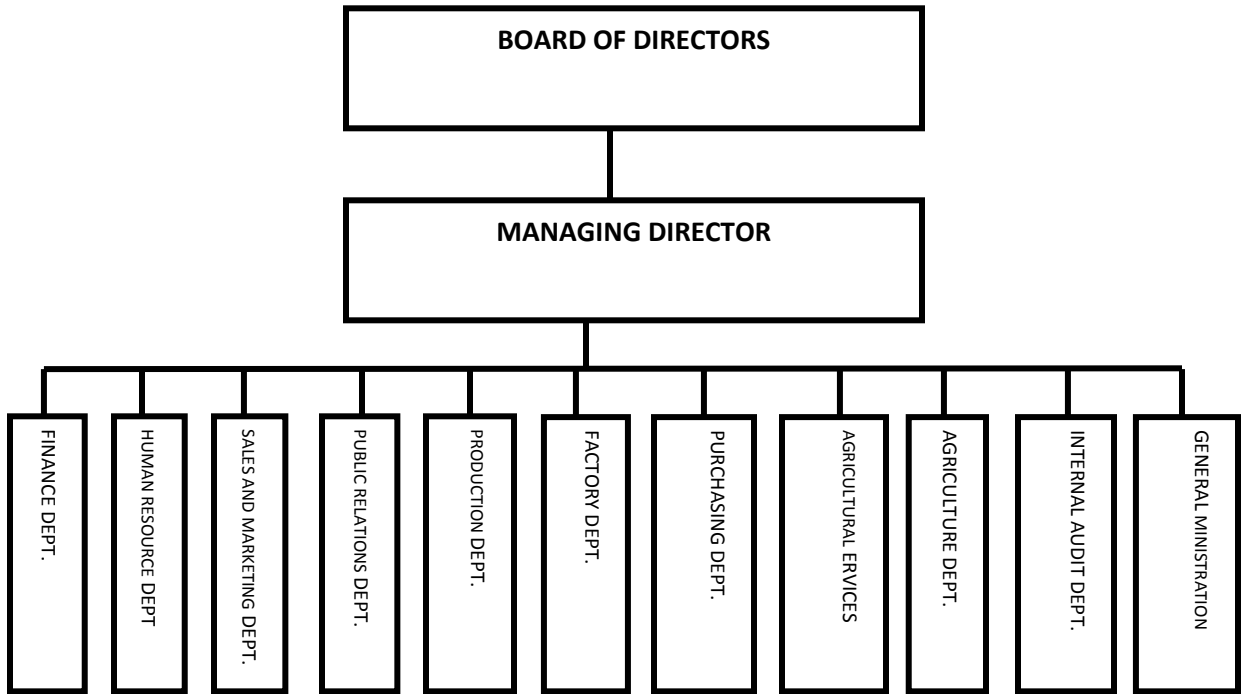 BOARD OF DIRECTORS
MANAGING DIRECTOR
FINANCE DEPT.
HUMAN RESOURCE DEPT
SALES AND MARKETING DEPT.
PUBLIC RELATIONS DEPT.
PRODUCTION DEPT.
FACTORY DEPT.
PURCHASING DEPT.
AGRICULTURAL ERVICES
AGRICULTURE DEPT.
INTERNAL AUDIT DEPT.
GENERAL MINISTRATION